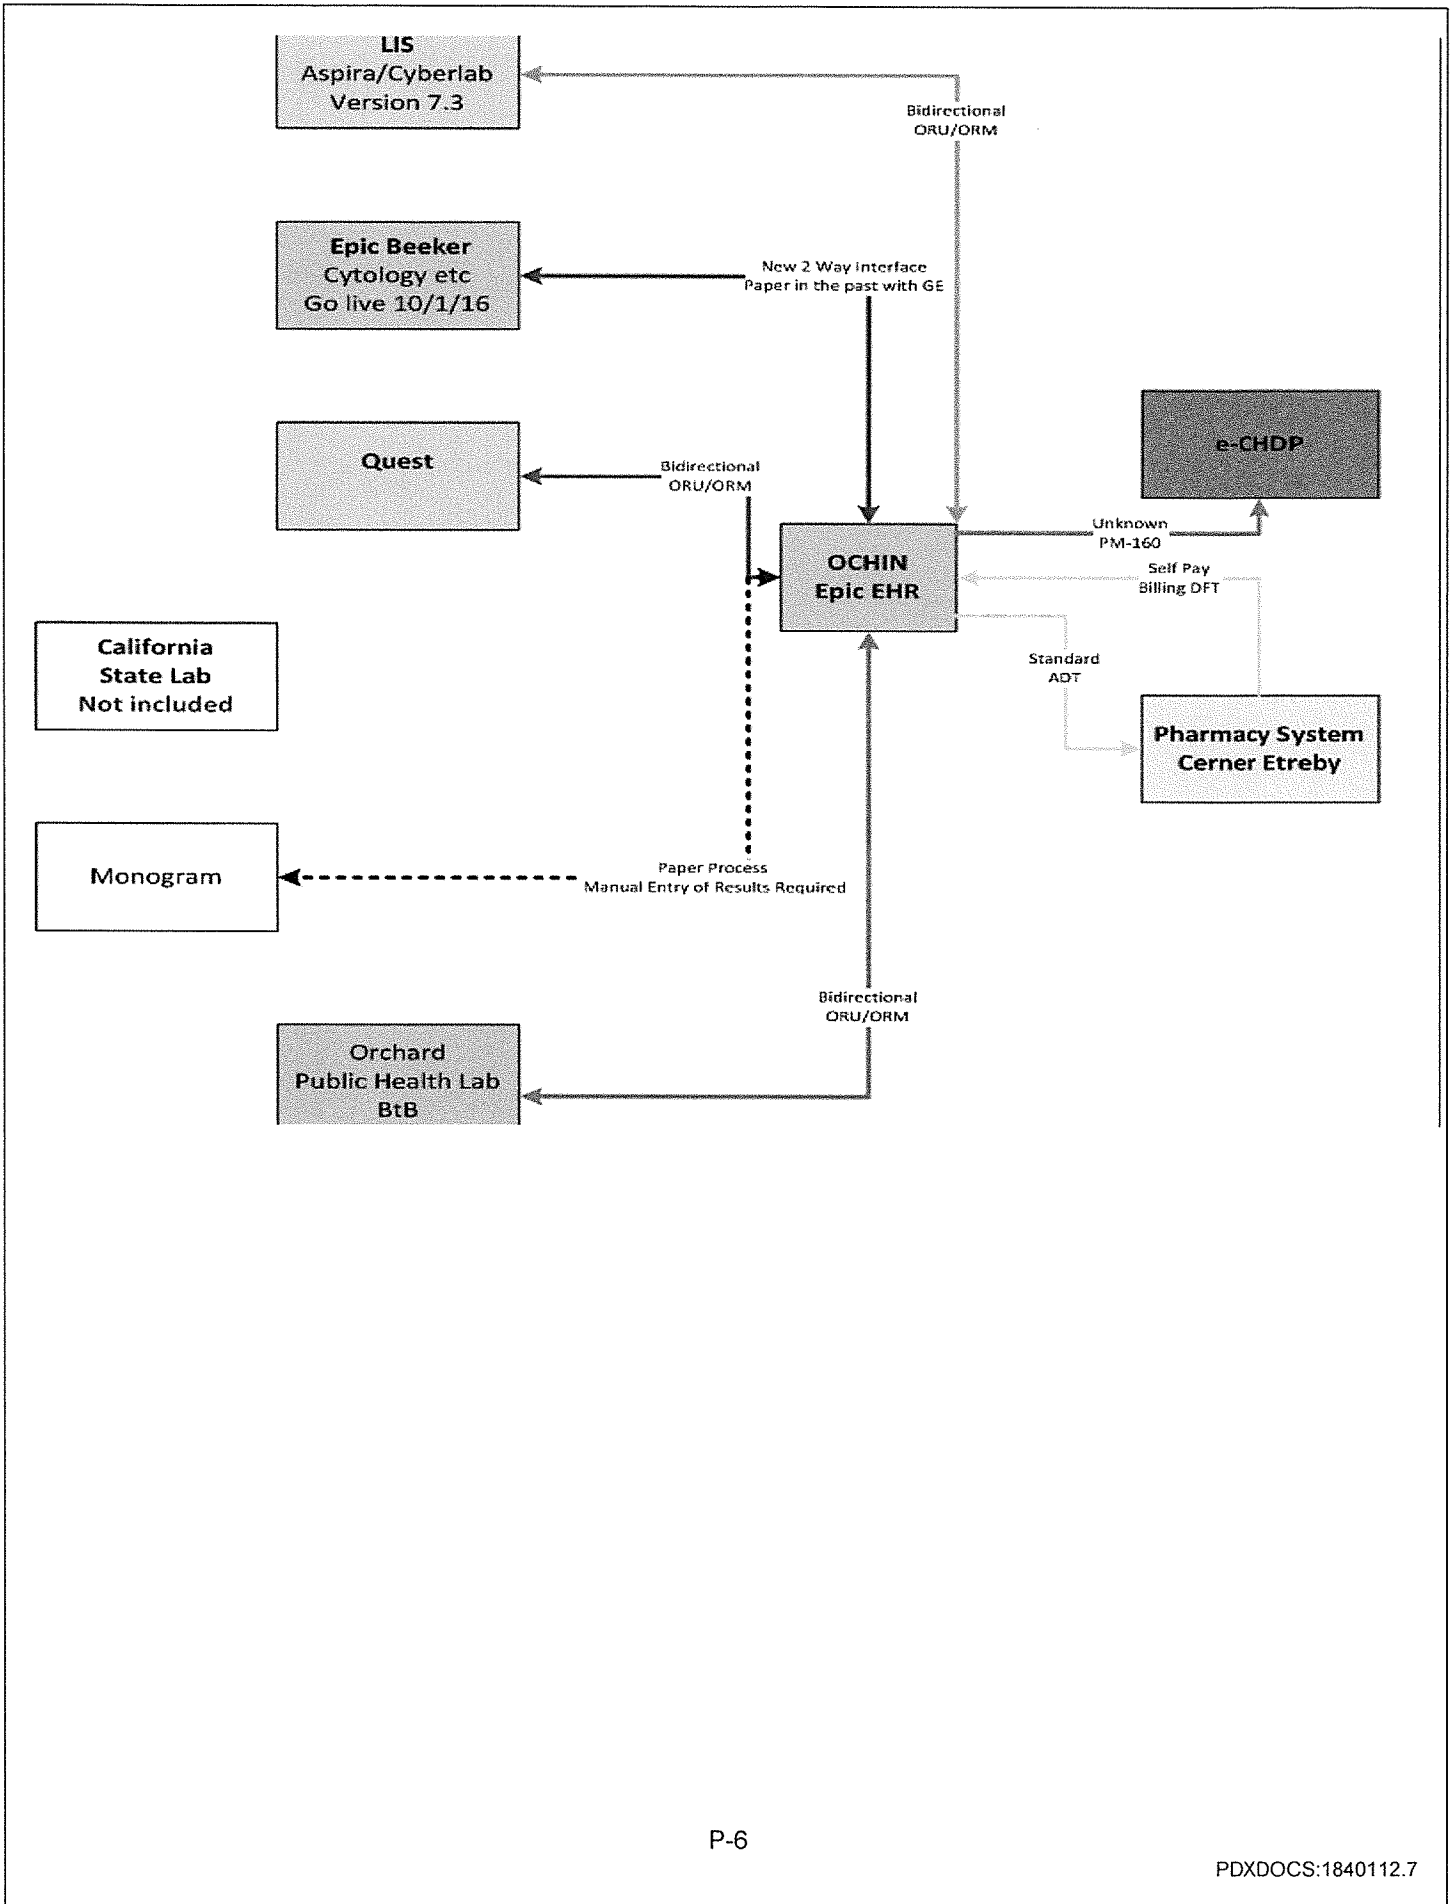 LIS
Aspira/Cyberlab
Version 7.3
Bidirectional
ORU/ORM
Epic Beeker
Cytology etc
Go live 10/1/16
New 2 Way Interface
Paper in the past with GE
Quest
Bidirectional
ORU/ORM
e-CHDP
OCHIN
Epic EHR
Unknown
PM-160
Self Pay
Billing DFT
California
State Lab
Not included
Standard
ADT
Pharmacy System
Cerner Etreby
Monogram
Paper Process
Manual Entry of Results Required
Bidirectional
ORU/ORM
Orchard
Public Health Lab
BtB
P-6
PDXDOCS:1840112.7